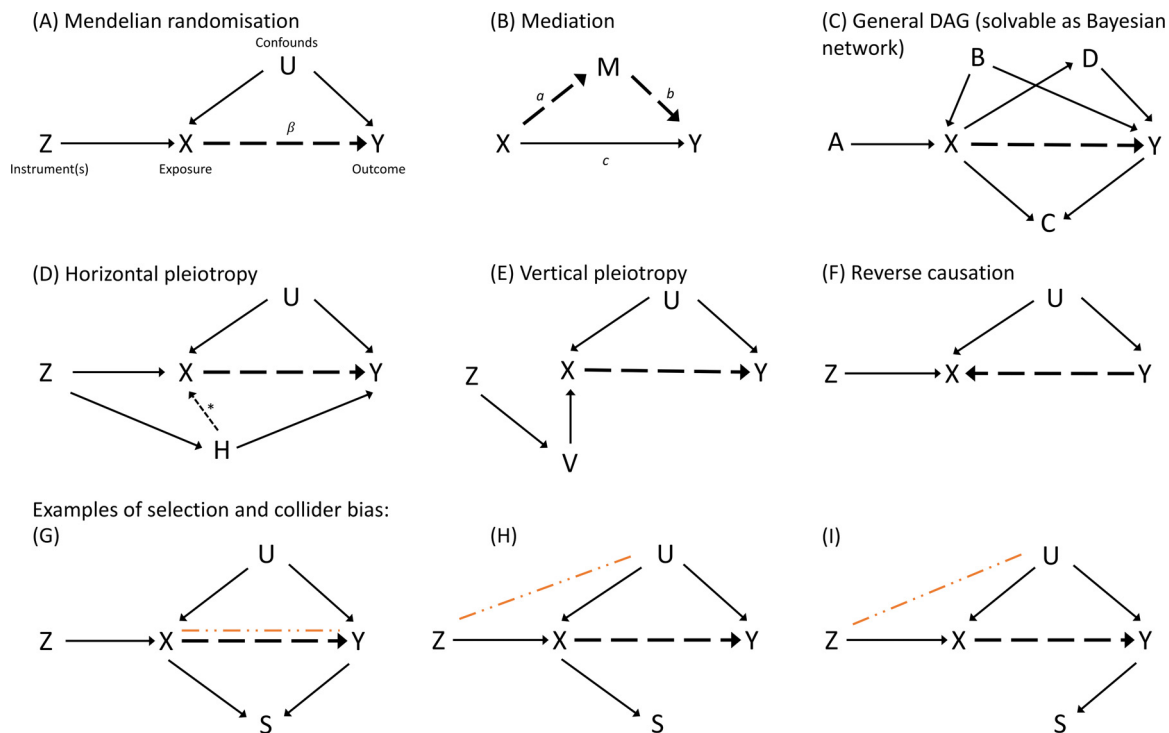 (A) Mendelian randomisation
Confounds
U
β
Z
X
Y
Instrument(s)
Exposure
Outcome
(B) Mediation
M
a
b
X
Y
c
(C) General DAG (solvable as Bayesian
network)
B
D
A
X
Y
C
(D) Horizontal pleiotropy
U
Z
X
Y
*
H
(E) Vertical pleiotropy
U
Z
X
Y
V
(F) Reverse causation
U
Z
X
Y
Examples of selection and collider bias:
(G)
U
Z
X
Y
S
(H)
U
Z
X
Y
S
(I)
U
Z
X
Y
S